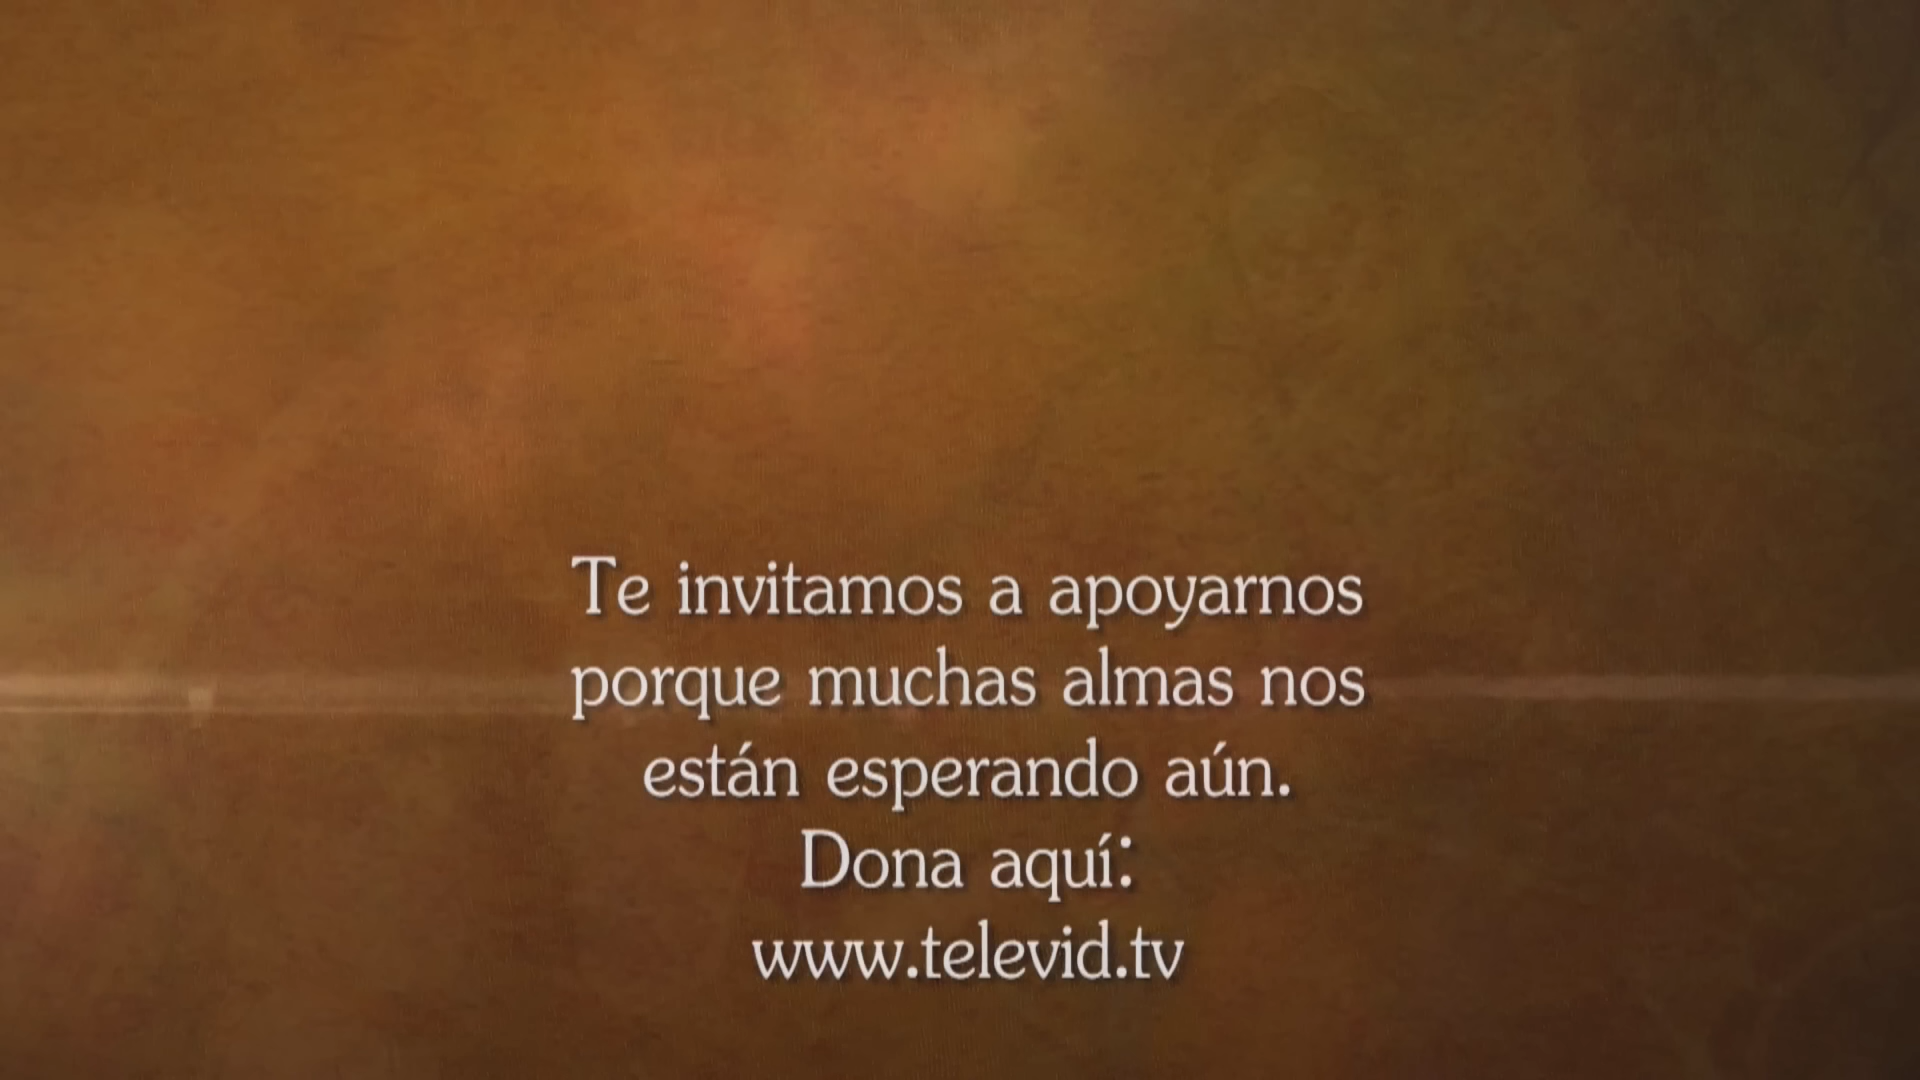 Te invitamos a apoyarnos
porque muchas almas nos
están esperando aún.
Dona aquí:
www.televid.tv